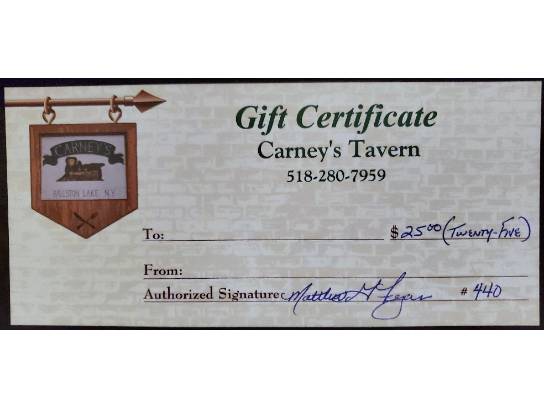 Gift Certificate
Carney's Tavern
518-280-7959
CARNEY'S
BALLSTON LAKE, N.Y.
To: $ 25.00 (TWENTY-FIVE)
From:
Authorized Signature: Matthew # 440